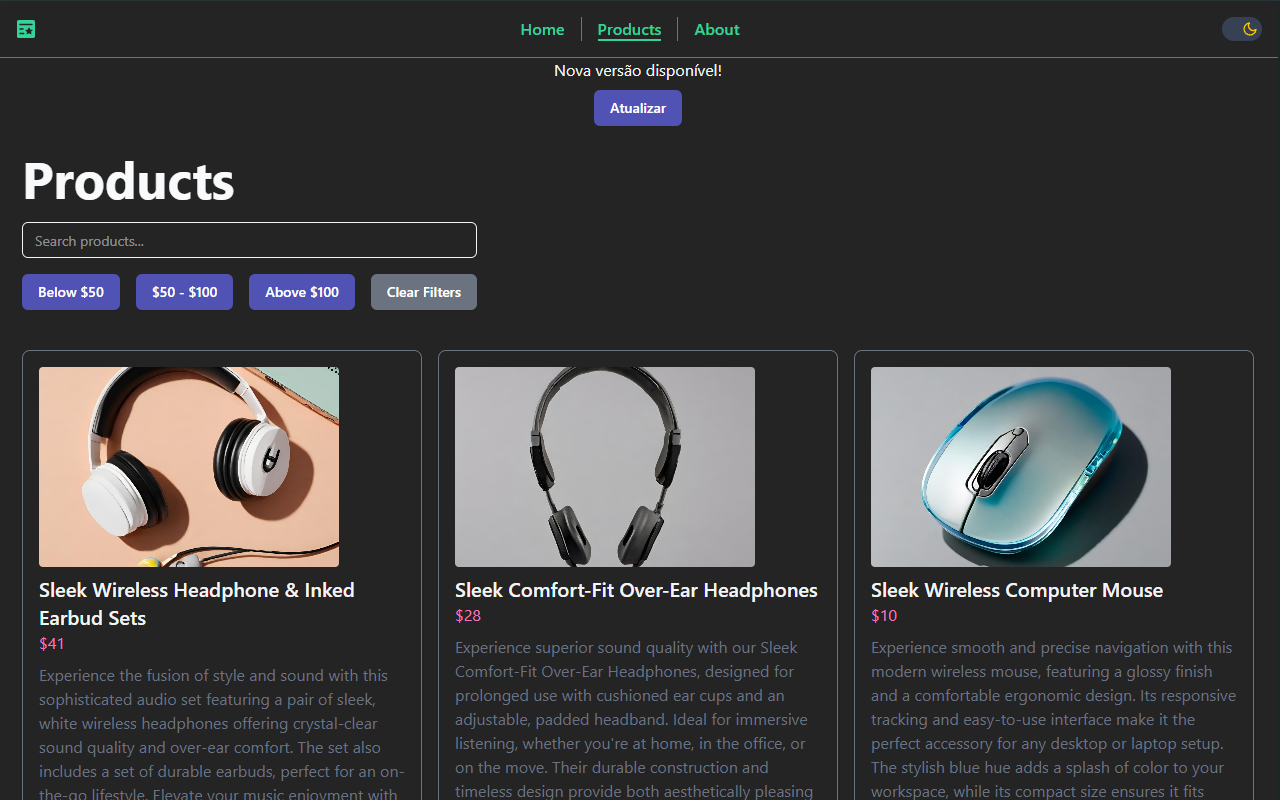 Home
Products
About
Nova versão disponível!
Atualizar
Products
Search products...
Below $50
$50 - $100
Above $100
Clear Filters
Sleek Wireless Headphone & Inked
Earbud Sets
$41
Experience the fusion of style and sound with this
sophisticated audio set featuring a pair of sleek,
white wireless headphones offering crystal-clear
sound quality and over-ear comfort. The set also
includes a set of durable earbuds, perfect for an on-
the-go lifestyle. Elevate your music enjoyment with
Sleek Comfort-Fit Over-Ear Headphones
$28
Experience superior sound quality with our Sleek
Comfort-Fit Over-Ear Headphones, designed for
prolonged use with cushioned ear cups and an
adjustable, padded headband. Ideal for immersive
listening, whether you're at home, in the office, or
on the move. Their durable construction and
timeless design provide both aesthetically pleasing
Sleek Wireless Computer Mouse
$10
Experience smooth and precise navigation with this
modern wireless mouse, featuring a glossy finish
and a comfortable ergonomic design. Its responsive
tracking and easy-to-use interface make it the
perfect accessory for any desktop or laptop setup.
The stylish blue hue adds a splash of color to your
workspace, while its compact size ensures it fits